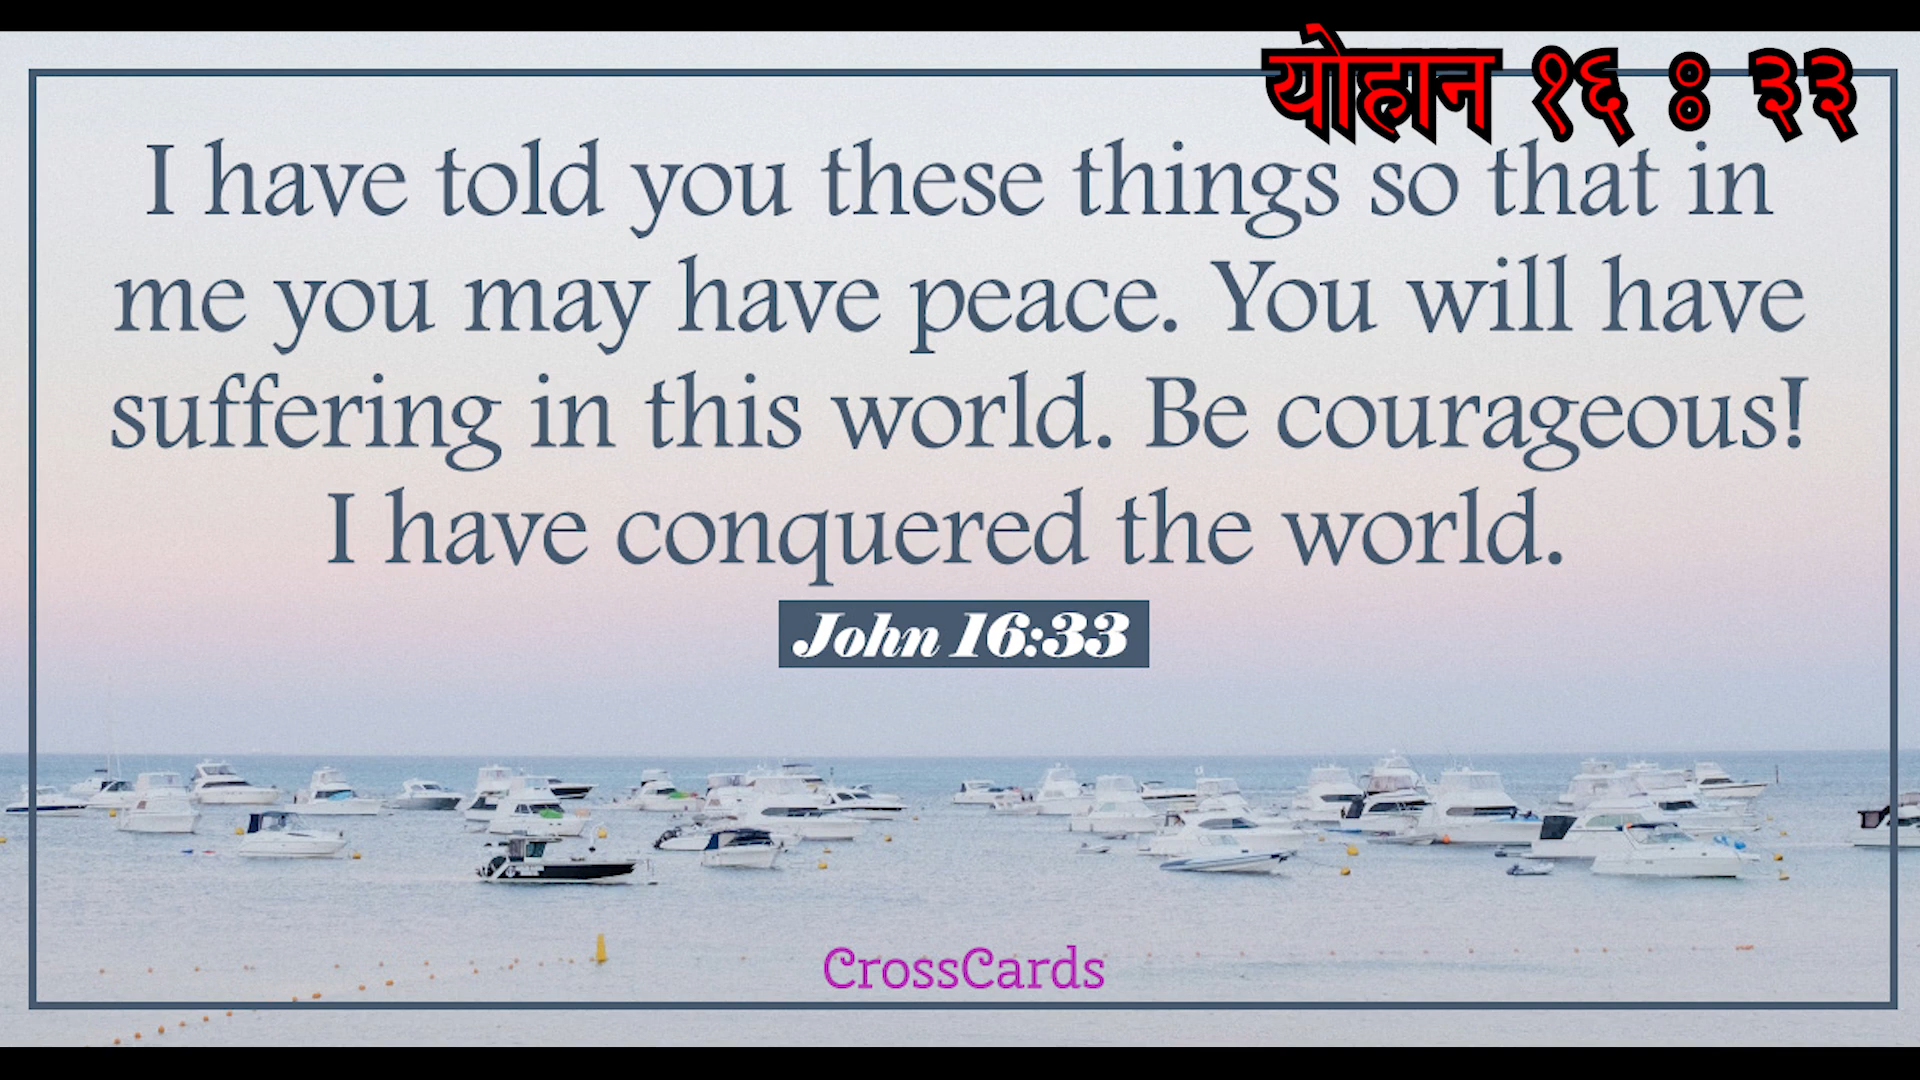 योहान १६ : ३३
I have told you these things so that in
me you may have peace. You will have
suffering in this world. Be courageous!
I have conquered the world.
John 16:33
CrossCards